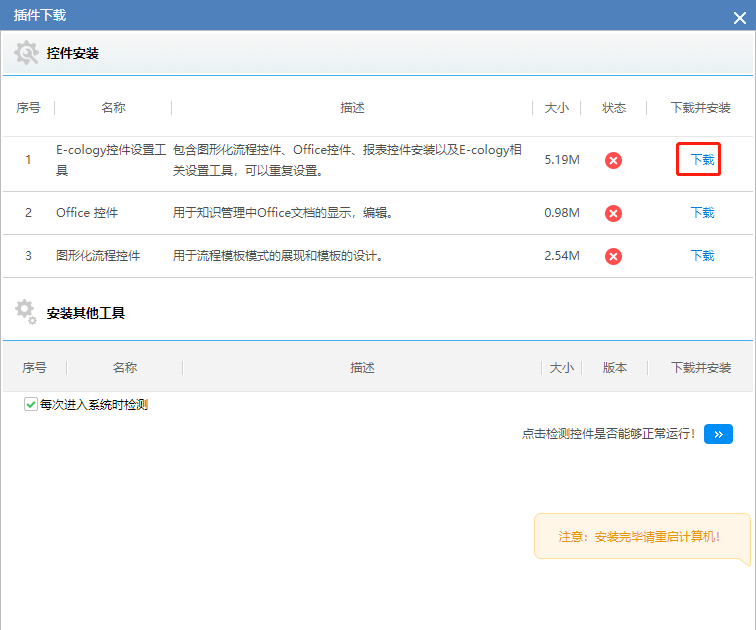 插件下载
控件安装
序号 名称 描述 大小 状态 下载并安装
1 E-cology控件设置工具 包含图形化流程控件、Office控件、报表控件安装以及E-cology相关设置工具，可以重复设置。 5.19M 下载
2 Office 控件 用于知识管理中Office文档的显示，编辑。 0.98M 下载
3 图形化流程控件 用于流程模板模式的展现和模板的设计。 2.54M 下载
安装其他工具
序号 名称 描述 大小 版本 下载并安装
每次进入系统时检测
点击检测控件是否能够正常运行！
注意：安装完毕请重启计算机！